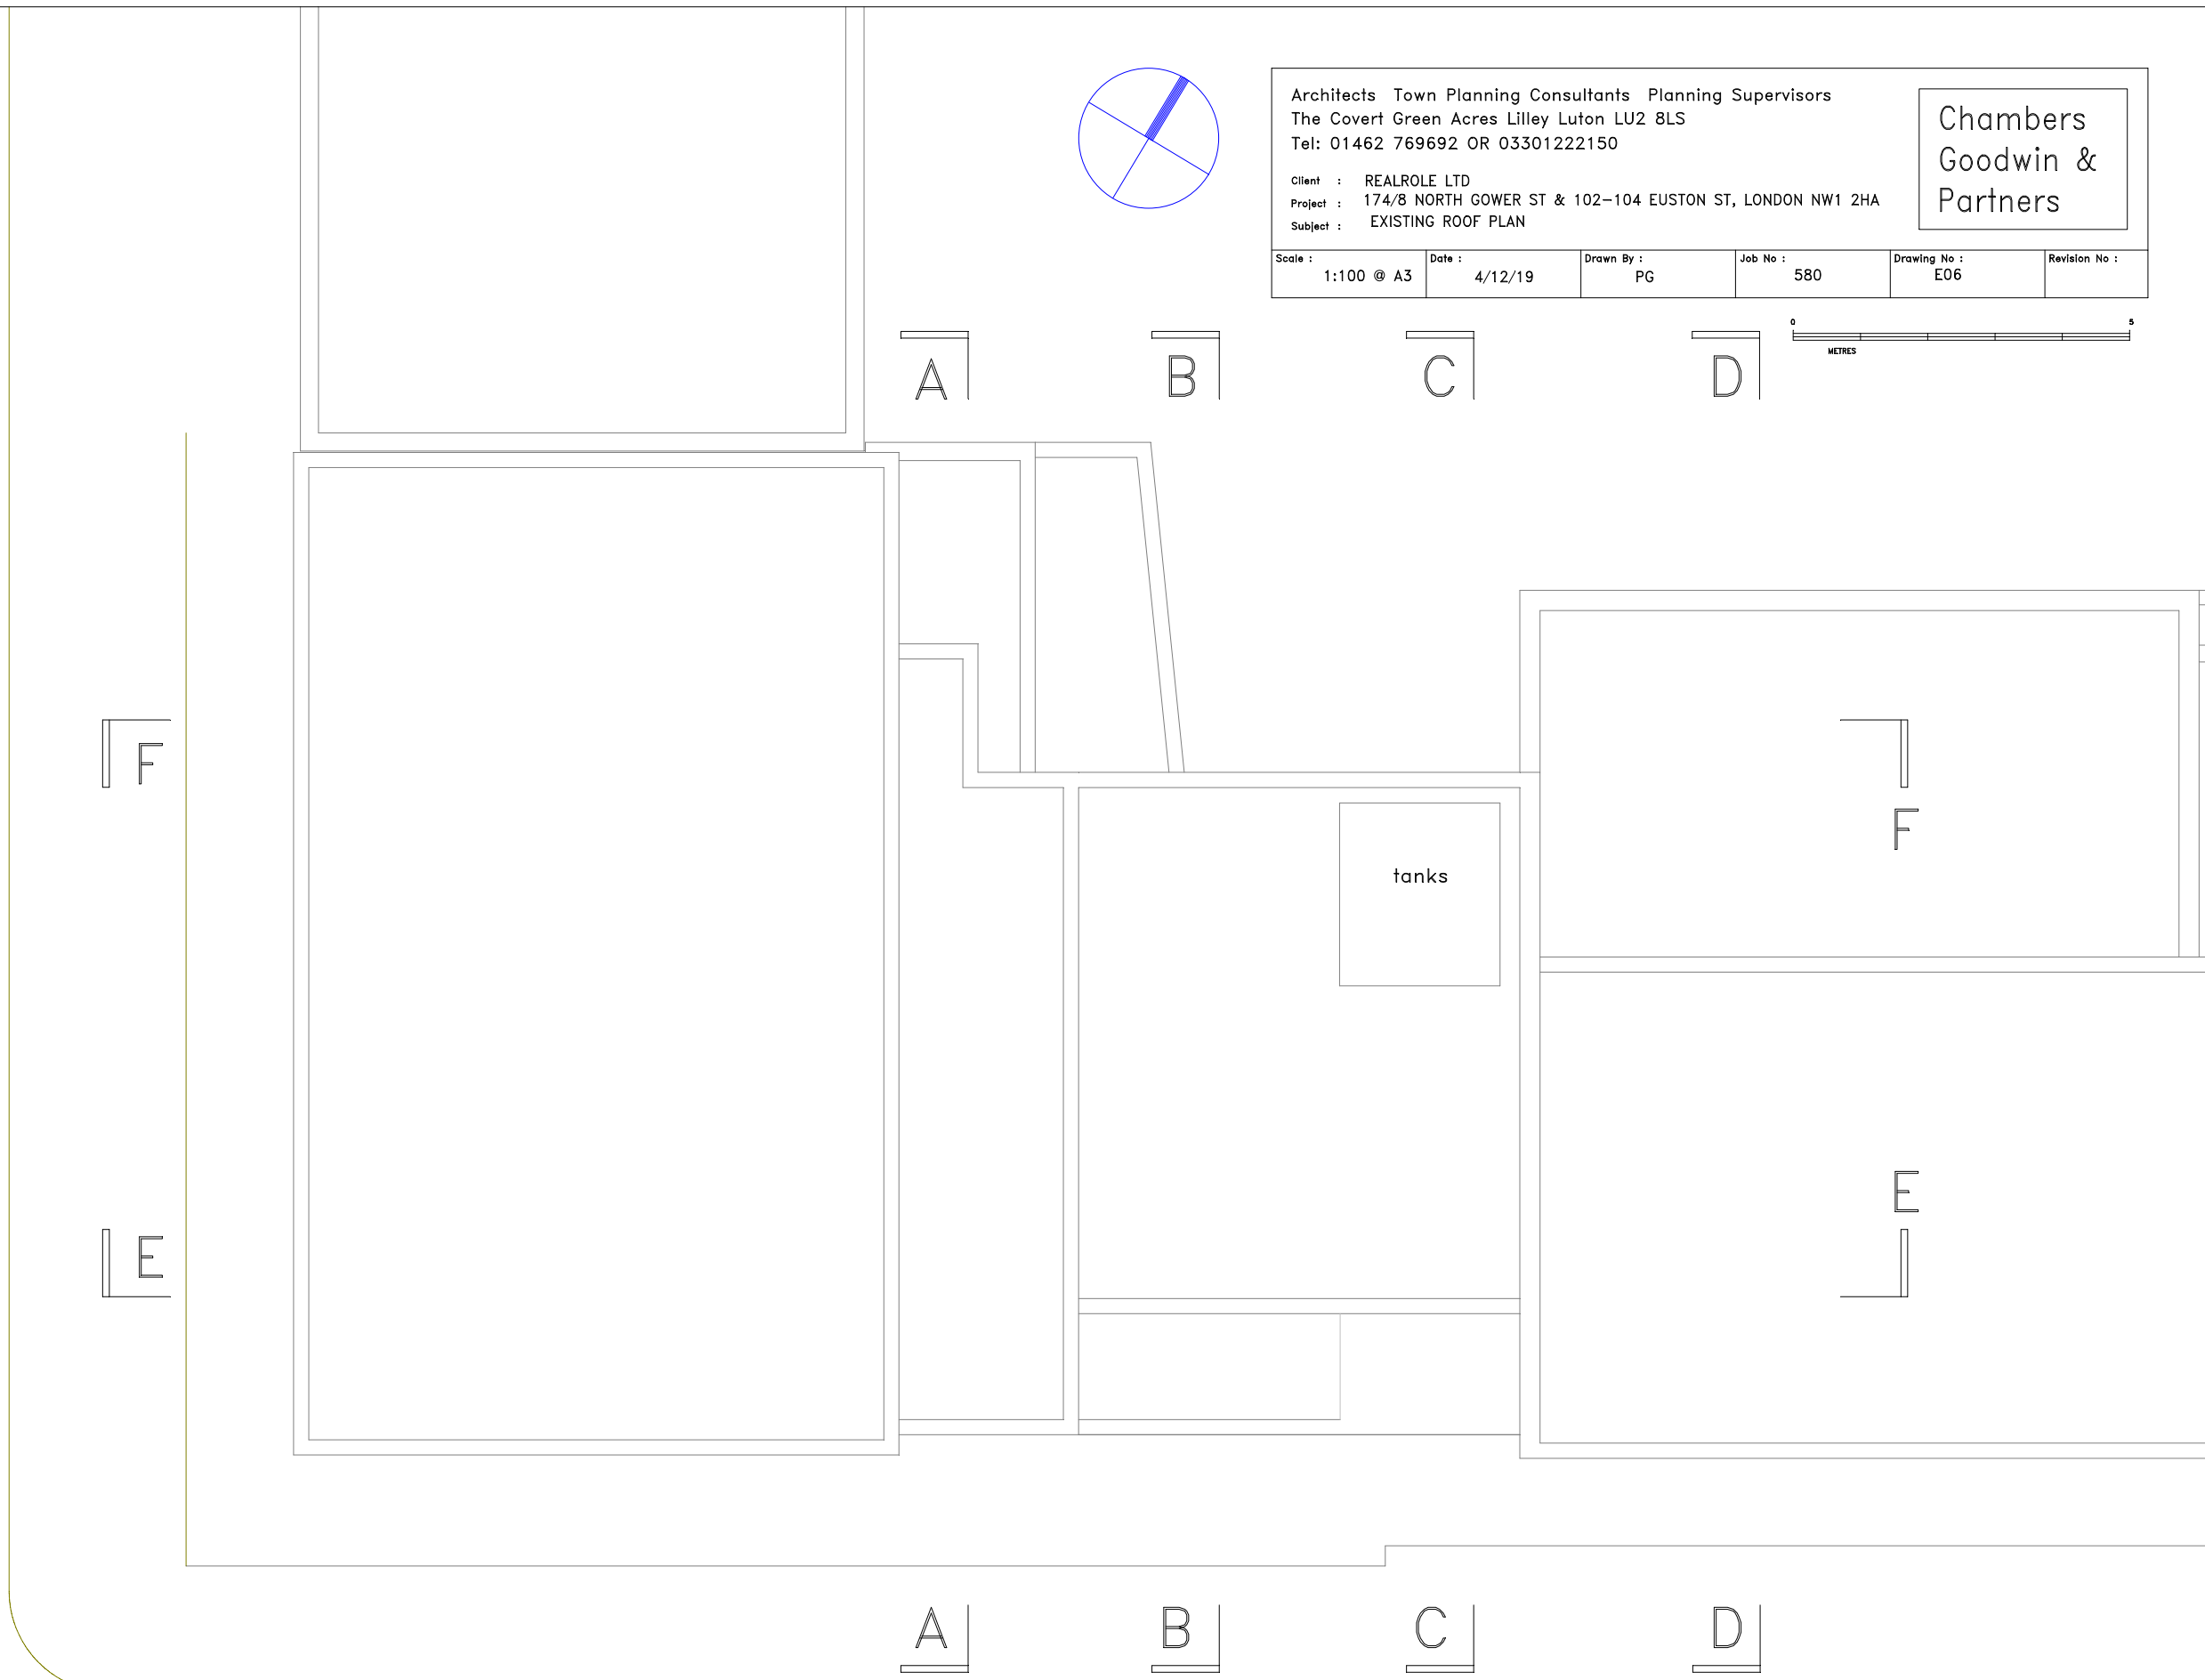 Architects  Town Planning Consultants  Planning Supervisors
The Covert Green Acres Lilley Luton LU2 8LS
Tel: 01462 769692 OR 03301222150
Chambers
Goodwin &
Partners
Client : REALROLE LTD
Project : 174/8 NORTH GOWER ST & 102-104 EUSTON ST, LONDON NW1 2HA
Subject : EXISTING ROOF PLAN
Scale : 1:100 @ A3
Date : 4/12/19
Drawn By : PG
Job No : 580
Drawing No : E06
Revision No :
0 5
METRES
A B C D
F
F
tanks
E
E
A B C D